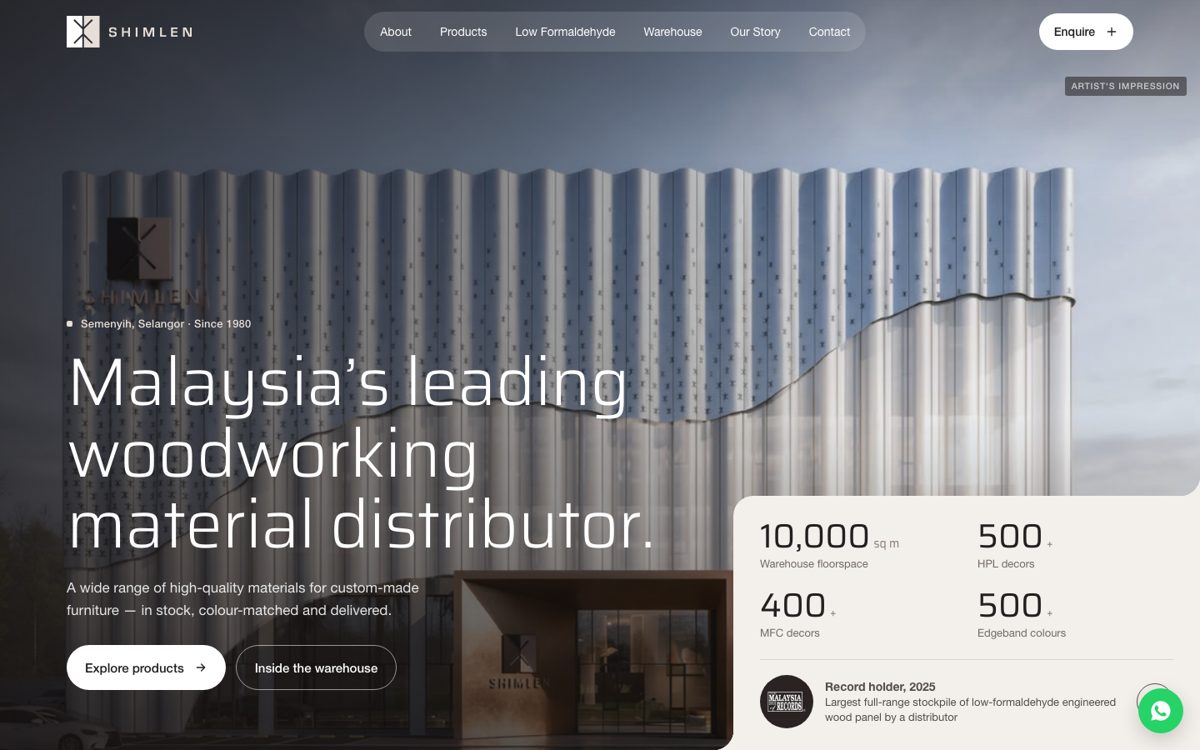 SHIMLEN
About Products Low Formaldehyde Warehouse Our Story Contact
Enquire +
ARTIST'S IMPRESSION
SHIMLEN
Semenyih, Selangor · Since 1980
Malaysia’s leading
woodworking
material distributor.
A wide range of high-quality materials for custom-made
furniture — in stock, colour-matched and delivered.
Explore products →
Inside the warehouse
SHIMLEN
10,000 sq m
Warehouse floorspace
500 +
HPL decors
400 +
MFC decors
500 +
Edgeband colours
MALAYSIA
RECORDS
Record holder, 2025
Largest full-range stockpile of low-formaldehyde engineered
wood panel by a distributor